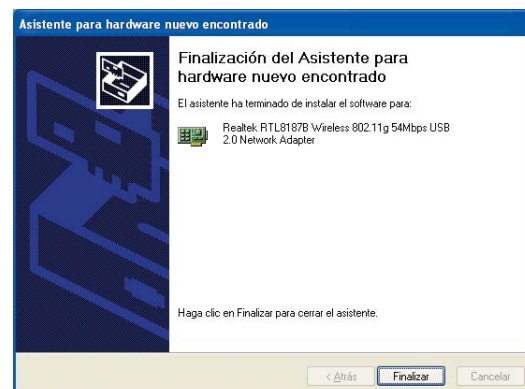 Asistente para hardware nuevo encontrado
Finalización del Asistente para
hardware nuevo encontrado
El asistente ha terminado de instalar el software para:
Realtek RTL8187B Wireless 802.11g 54Mbps USB
2.0 Network Adapter
Haga clic en Finalizar para cerrar el asistente.
< Atrás
Finalizar
Cancelar